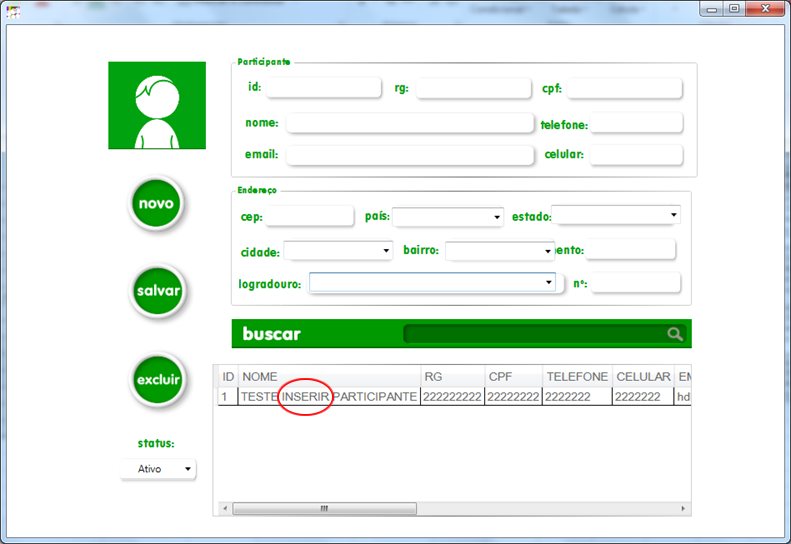 Participante
id: rg: cpf:
nome: telefone:
email: celular:
novo
Endereço
cep: país: estado:
cidade: bairro: ento:
logradouro: nº:
salvar
buscar
excluir
ID NOME RG CPF TELEFONE CELULAR EM
1 TESTE INSERIR PARTICIPANTE 222222222 22222222 2222222 2222222 hd
status:
Ativo